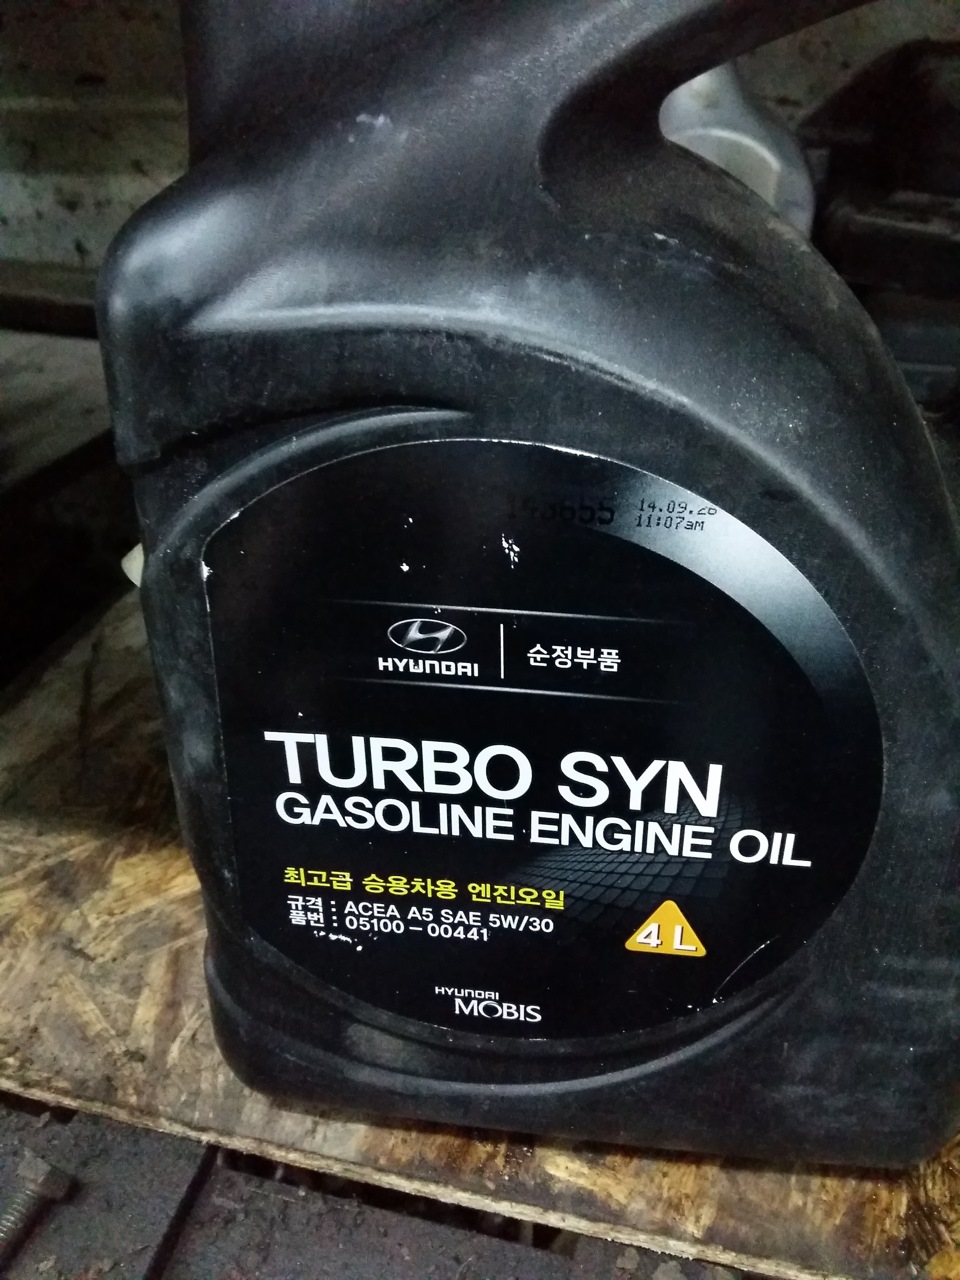 14.09.26
11:07am
HYUNDAI
순정부품
TURBO SYN
GASOLINE ENGINE OIL
최고급 승용차용 엔진오일
규격 : ACEA A5 SAE 5W/30
품번 : 05100-00441
4 L
HYUNDAI
MOBIS